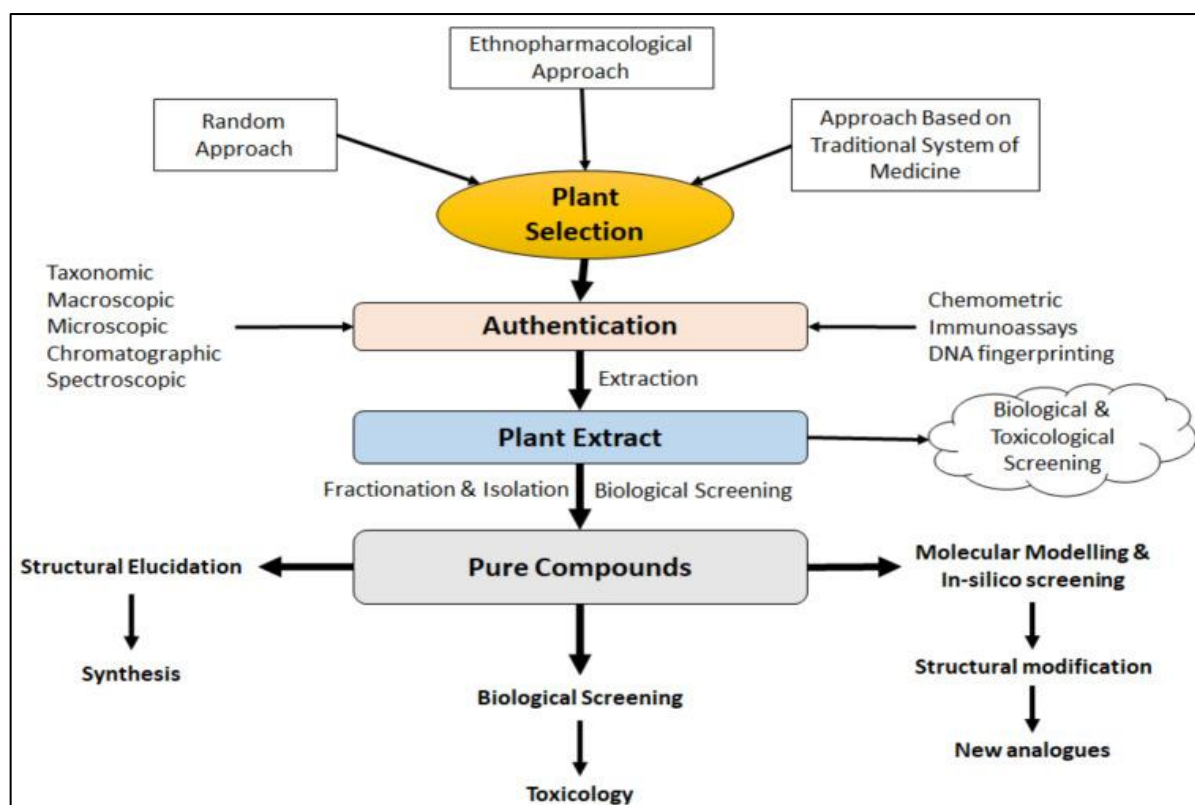 Ethnopharmacological
Approach
Random
Approach
Approach Based on
Traditional System of
Medicine
Plant
Selection
Taxonomic
Macroscopic
Microscopic
Chromatographic
Spectroscopic
Authentication
Chemometric
Immunoassays
DNA fingerprinting
Extraction
Plant Extract
Biological &
Toxicological
Screening
Fractionation & Isolation
Biological Screening
Pure Compounds
Structural Elucidation
Synthesis
Biological Screening
Toxicology
Molecular Modelling &
In-silico screening
Structural modification
New analogues